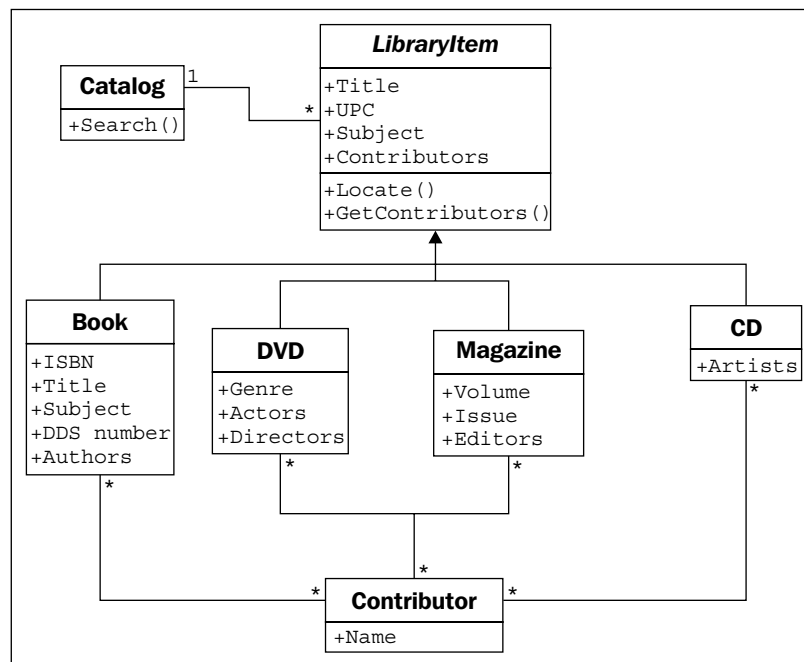 LibraryItem
+Title
+UPC
+Subject
+Contributors
+Locate()
+GetContributors()
Catalog
+Search()
1
*
Book
+ISBN
+Title
+Subject
+DDS number
+Authors
*
DVD
+Genre
+Actors
+Directors
*
Magazine
+Volume
+Issue
+Editors
*
CD
+Artists
*
*
*
*
Contributor
+Name